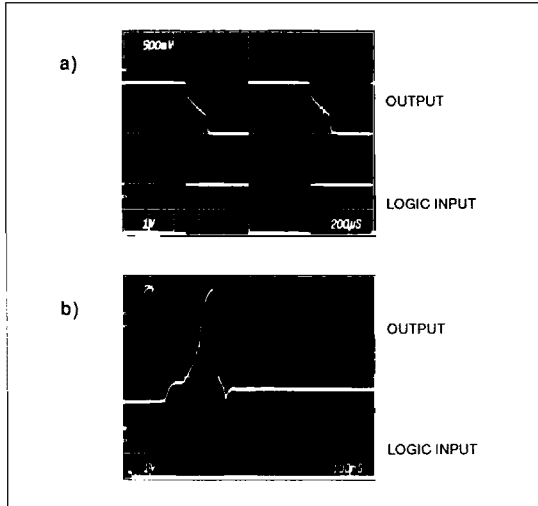 a)
500mV
OUTPUT
LOGIC INPUT
1V 200µS
b)
OUTPUT
LOGIC INPUT